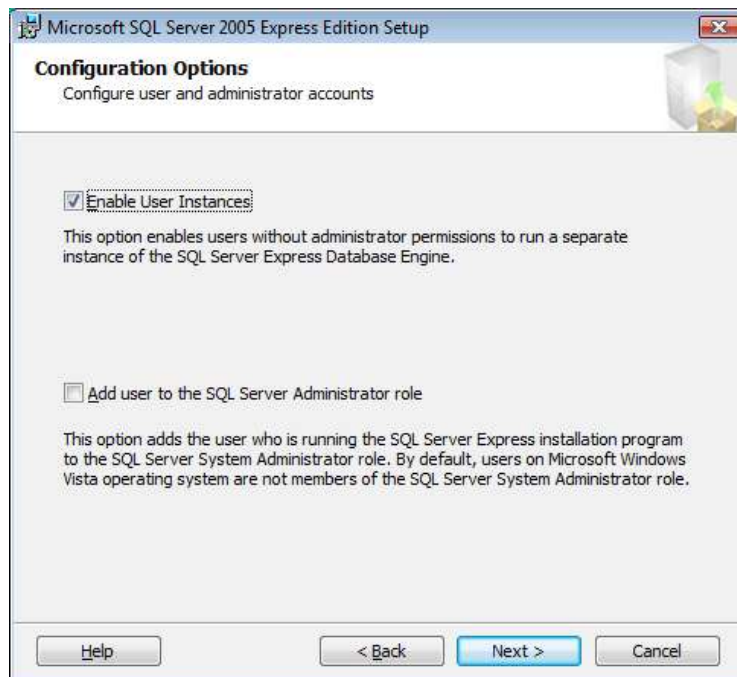 Microsoft SQL Server 2005 Express Edition Setup
Configuration Options
Configure user and administrator accounts
Enable User Instances
This option enables users without administrator permissions to run a separate
instance of the SQL Server Express Database Engine.
Add user to the SQL Server Administrator role
This option adds the user who is running the SQL Server Express installation program
to the SQL Server System Administrator role. By default, users on Microsoft Windows
Vista operating system are not members of the SQL Server System Administrator role.
Help
< Back
Next >
Cancel